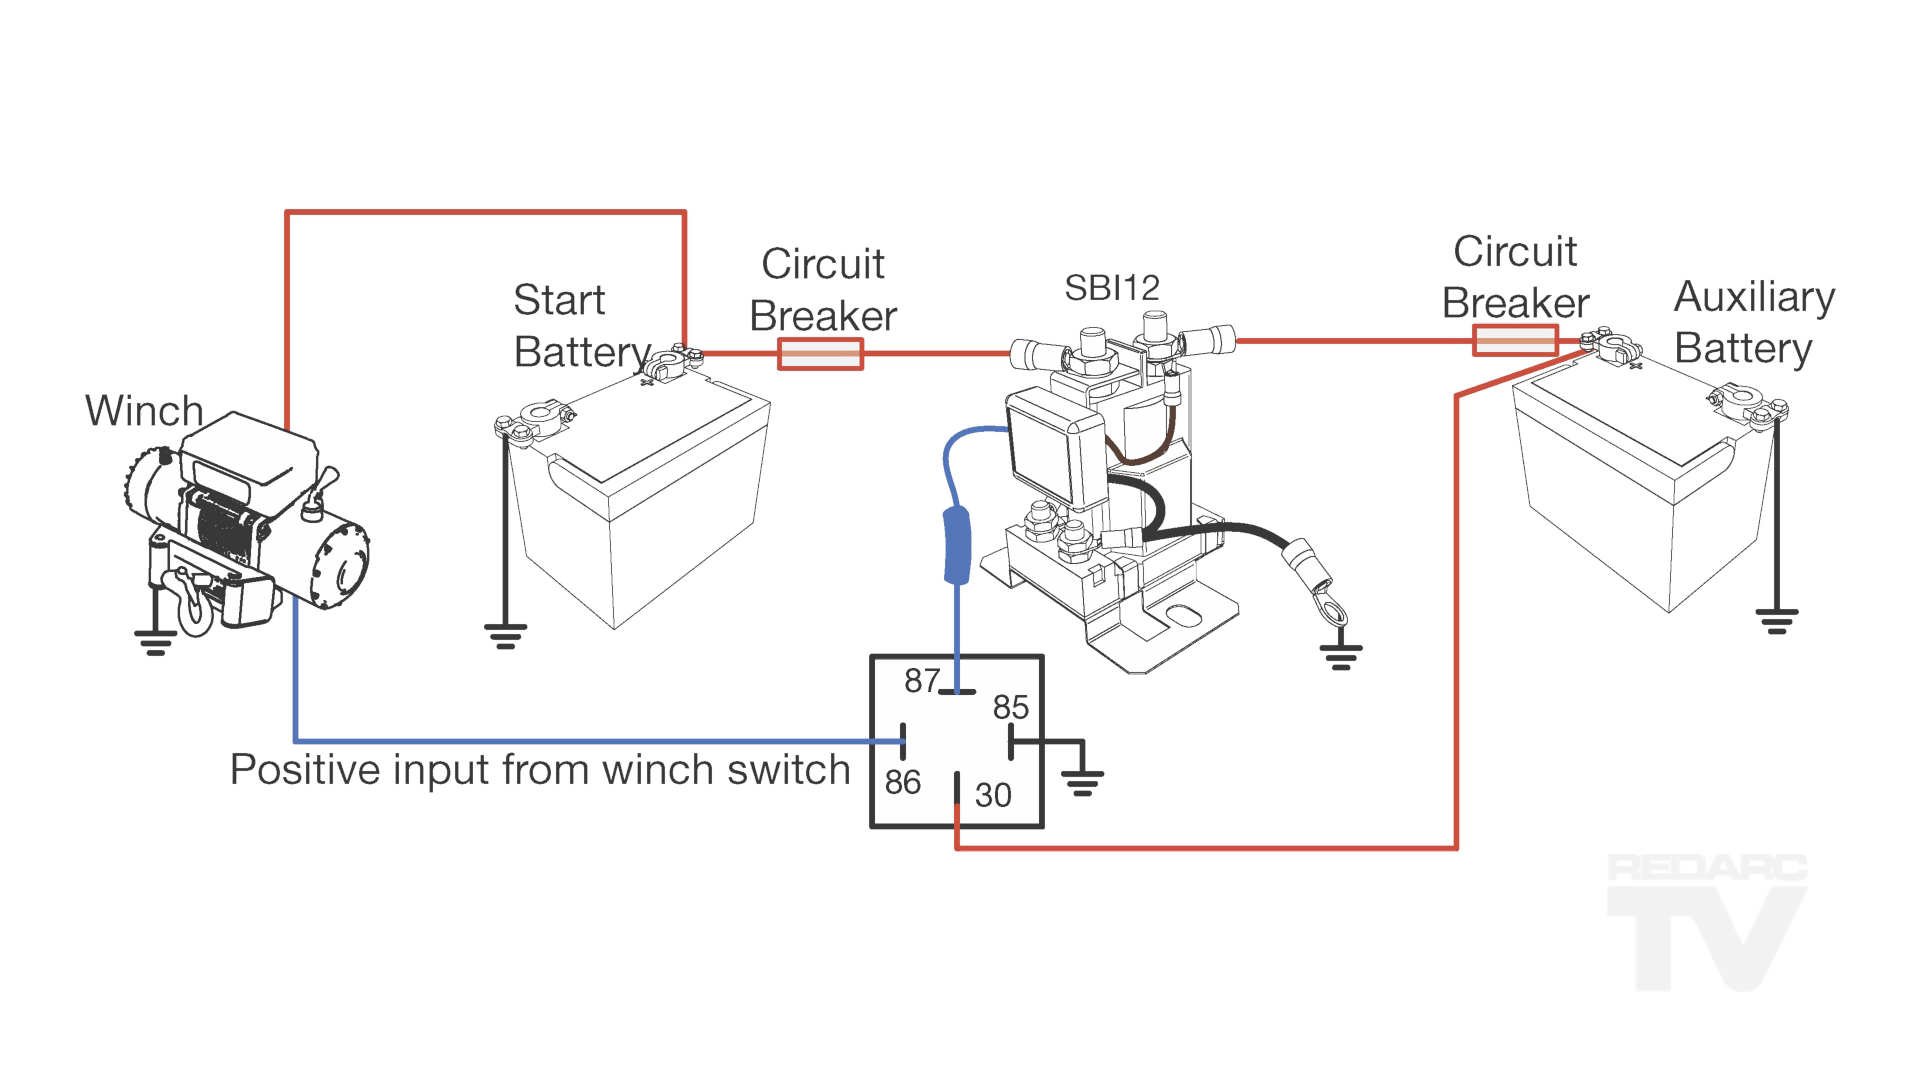 Circuit
Breaker
Circuit
Breaker
SBI12
Start
Battery
Auxiliary
Battery
Winch
+
+
87
85
86
30
Positive input from winch switch
REDARC
TV